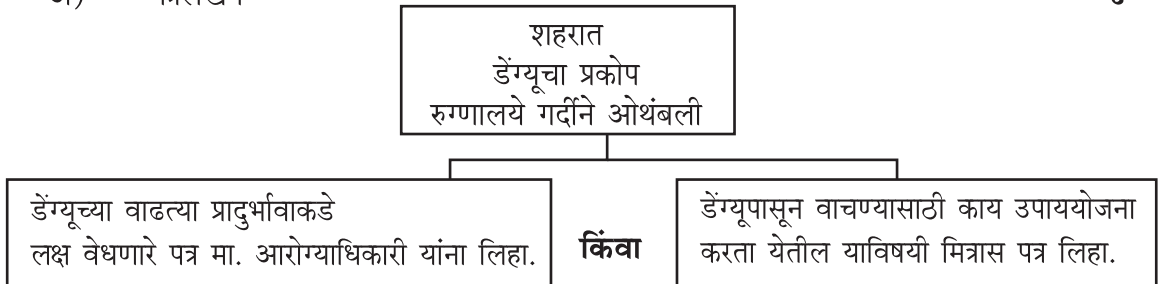 शहरात
डेंग्यूचा प्रकोप
रुग्णालये गर्दीने ओथंबली
डेंग्यूच्या वाढत्या प्रादुर्भावाकडे
लक्ष वेधणारे पत्र मा. आरोग्याधिकारी यांना लिहा.
किंवा
डेंग्यूपासून वाचण्यासाठी काय उपाययोजना
करता येतील याविषयी मित्रास पत्र लिहा.